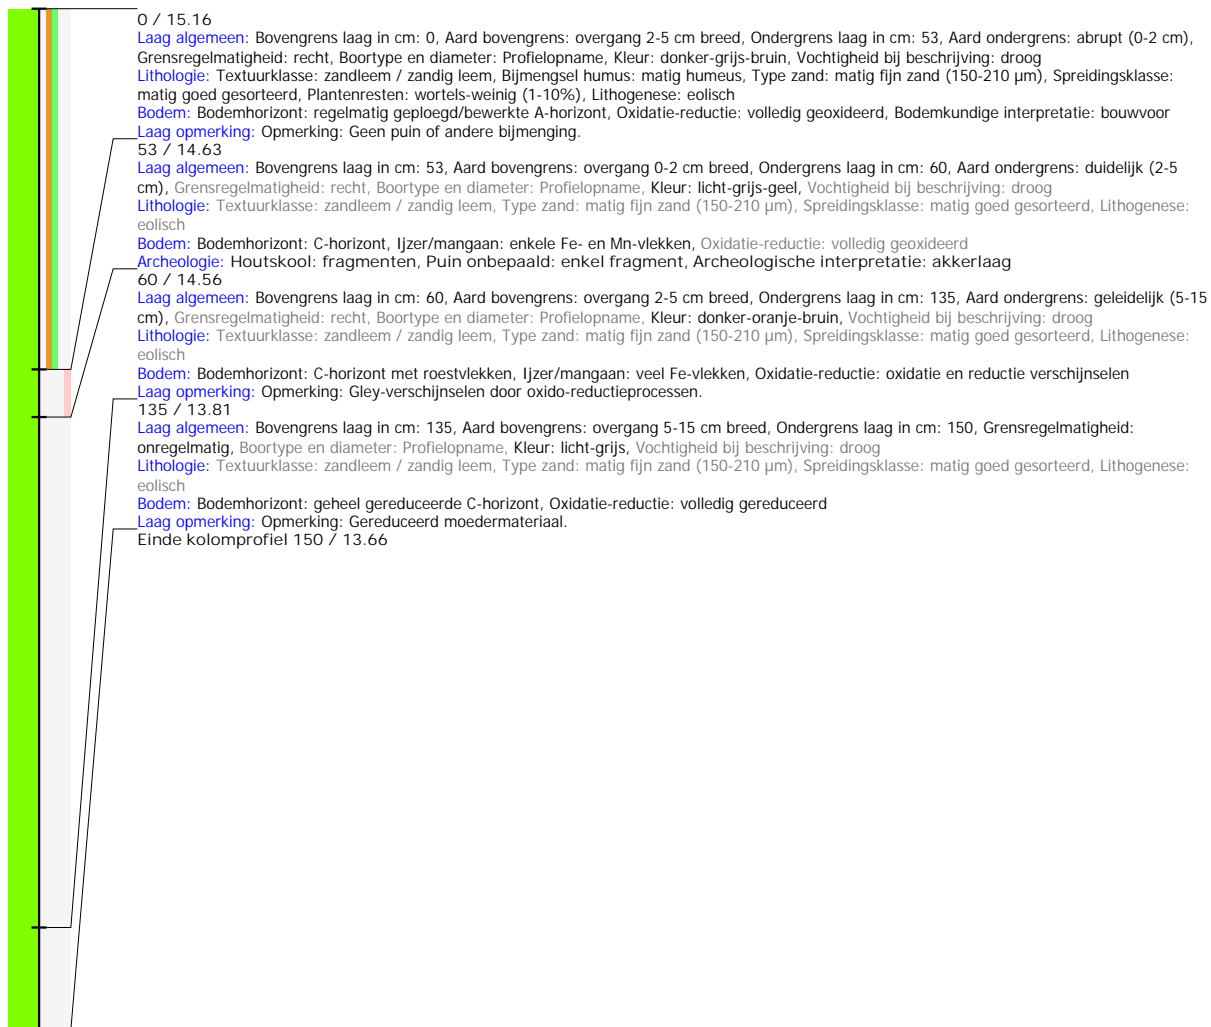 0 / 15.16
Laag algemeen: Bovengrens laag in cm: 0, Aard bovengrens: overgang 2-5 cm breed, Ondergrens laag in cm: 53, Aard ondergrens: abrupt (0-2 cm),
Grensregelmatigheid: recht, Boortype en diameter: Profielopname, Kleur: donker-grijs-bruin, Vochtigheid bij beschrijving: droog
Lithologie: Textuurklasse: zandleem / zandig leem, Bijmengsel humus: matig humeus, Type zand: matig fijn zand (150-210 µm), Spreidingsklasse:
matig goed gesorteerd, Plantenresten: wortels-weinig (1-10%), Lithogenese: eolisch
Bodem: Bodemhorizont: regelmatig geploegd/bewerkte A-horizont, Oxidatie-reductie: volledig geoxideerd, Bodemkundige interpretatie: bouwvoor
Laag opmerking: Opmerking: Geen puin of andere bijmenging.
53 / 14.63
Laag algemeen: Bovengrens laag in cm: 53, Aard bovengrens: overgang 0-2 cm breed, Ondergrens laag in cm: 60, Aard ondergrens: duidelijk (2-5
cm), Grensregelmatigheid: recht, Boortype en diameter: Profielopname, Kleur: licht-grijs-geel, Vochtigheid bij beschrijving: droog
Lithologie: Textuurklasse: zandleem / zandig leem, Type zand: matig fijn zand (150-210 µm), Spreidingsklasse: matig goed gesorteerd, Lithogenese:
eolisch
Bodem: Bodemhorizont: C-horizont, Ijzer/mangaan: enkele Fe- en Mn-vlekken, Oxidatie-reductie: volledig geoxideerd
Archeologie: Houtskool: fragmenten, Puin onbepaald: enkel fragment, Archeologische interpretatie: akkerlaag
60 / 14.56
Laag algemeen: Bovengrens laag in cm: 60, Aard bovengrens: overgang 2-5 cm breed, Ondergrens laag in cm: 135, Aard ondergrens: geleidelijk (5-15
cm), Grensregelmatigheid: recht, Boortype en diameter: Profielopname, Kleur: donker-oranje-bruin, Vochtigheid bij beschrijving: droog
Lithologie: Textuurklasse: zandleem / zandig leem, Type zand: matig fijn zand (150-210 µm), Spreidingsklasse: matig goed gesorteerd, Lithogenese:
eolisch
Bodem: Bodemhorizont: C-horizont met roestvlekken, Ijzer/mangaan: veel Fe-vlekken, Oxidatie-reductie: oxidatie en reductie verschijnselen
Laag opmerking: Opmerking: Gley-verschijnselen door oxido-reductieprocessen.
135 / 13.81
Laag algemeen: Bovengrens laag in cm: 135, Aard bovengrens: overgang 5-15 cm breed, Ondergrens laag in cm: 150, Grensregelmatigheid:
onregelmatig, Boortype en diameter: Profielopname, Kleur: licht-grijs, Vochtigheid bij beschrijving: droog
Lithologie: Textuurklasse: zandleem / zandig leem, Type zand: matig fijn zand (150-210 µm), Spreidingsklasse: matig goed gesorteerd, Lithogenese:
eolisch
Bodem: Bodemhorizont: geheel gereduceerde C-horizont, Oxidatie-reductie: volledig gereduceerd
Laag opmerking: Opmerking: Gereduceerd moedermateriaal.
Einde kolomprofiel 150 / 13.66